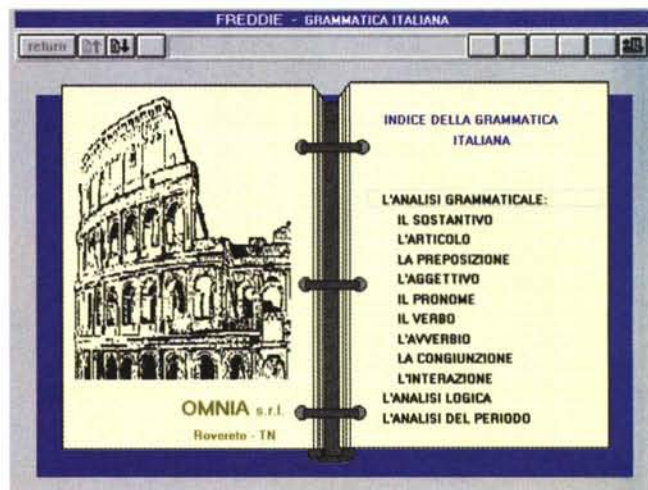 FREDDIE - GRAMMATICA ITALIANA
return
OMNIA s.r.l.
Rovereto - TN
INDICE DELLA GRAMMATICA
ITALIANA
L'ANALISI GRAMMATICALE:
IL SOSTANTIVO
L'ARTICOLO
LA PREPOSIZIONE
L'AGGETTIVO
IL PRONOME
IL VERBO
L'AVVERBIO
LA CONGIUNZIONE
L'INTERAZIONE
L'ANALISI LOGICA
L'ANALISI DEL PERIODO